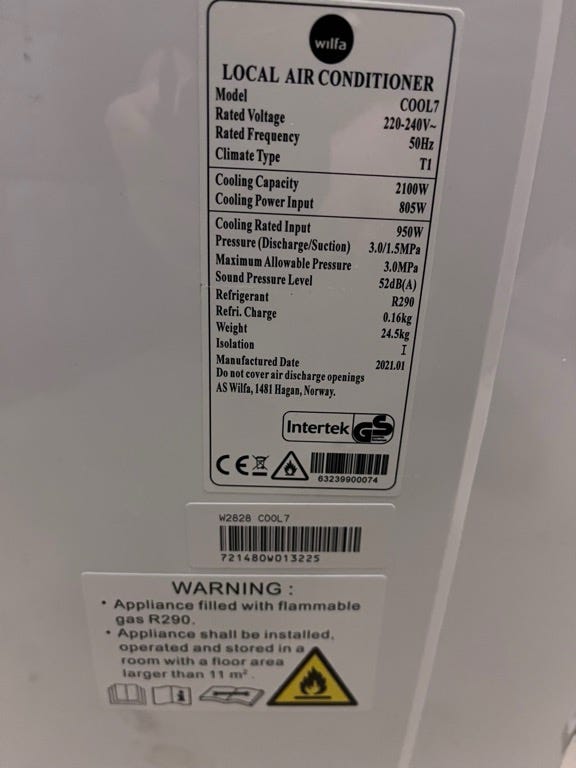 wilfa
LOCAL AIR CONDITIONER
Model COOL7
Rated Voltage 220-240V~
Rated Frequency 50Hz
Climate Type T1
Cooling Capacity 2100W
Cooling Power Input 805W
Cooling Rated Input 950W
Pressure (Discharge/Suction) 3.0/1.5MPa
Maximum Allowable Pressure 3.0MPa
Sound Pressure Level 52dB(A)
Refrigerant R290
Refri. Charge 0.16kg
Weight 24.5kg
Isolation I
Manufactured Date 2021.01
Do not cover air discharge openings
AS Wilfa, 1481 Hagan, Norway.
Intertek GS
CE
63239900074
W2828 COOL7
721480W013225
WARNING :
• Appliance filled with flammable
gas R290.
• Appliance shall be installed,
operated and stored in a
room with a floor area
larger than 11 m².